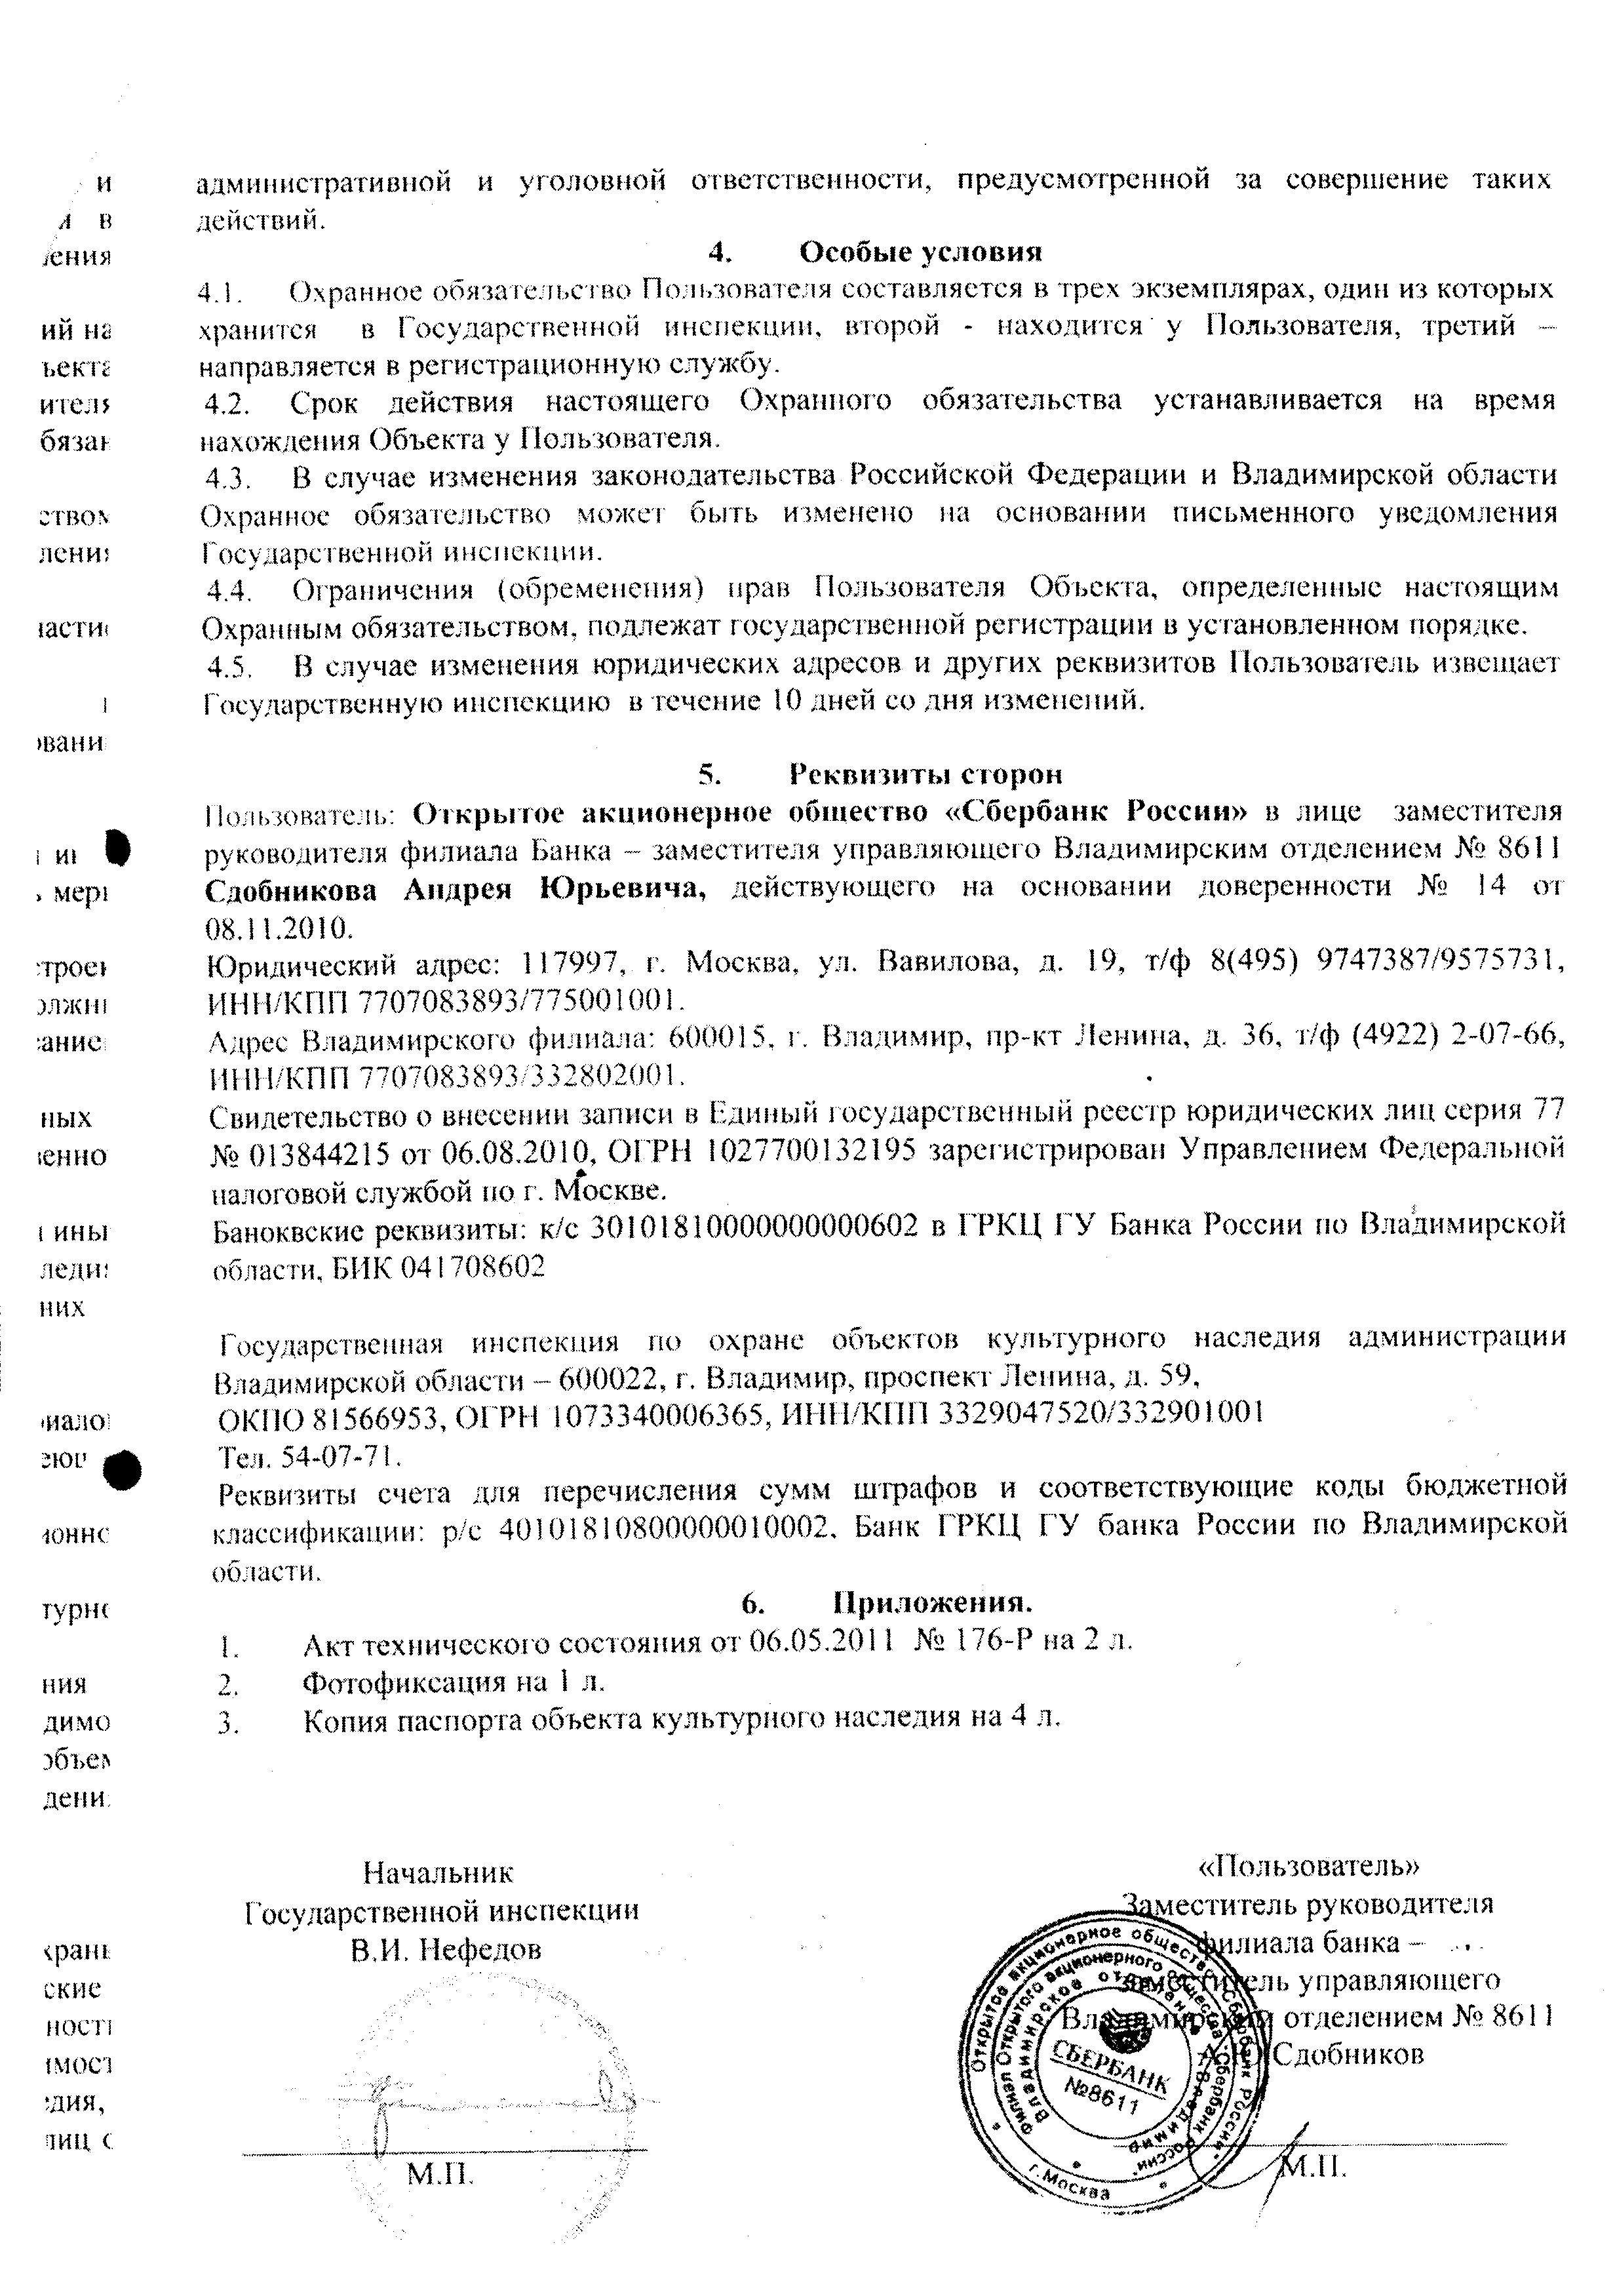 административной и уголовной ответственности, предусмотренной за совершение таких
действий.
4. Особые условия
4.1. Охранное обязательство Пользователя составляется в трех экземплярах, один из которых
хранится в Государственной инспекции, второй - находится у Пользователя, третий –
направляется в регистрационную службу.
4.2. Срок действия настоящего Охранного обязательства устанавливается на время
нахождения Объекта у Пользователя.
4.3. В случае изменения законодательства Российской Федерации и Владимирской области
Охранное обязательство может быть изменено на основании письменного уведомления
Государственной инспекции.
4.4. Ограничения (обременения) прав Пользователя Объекта, определенные настоящим
Охранным обязательством, подлежат государственной регистрации в установленном порядке.
4.5. В случае изменения юридических адресов и других реквизитов Пользователь извещает
Государственную инспекцию в течение 10 дней со дня изменений.
5. Реквизиты сторон
Пользователь: Открытое акционерное общество «Сбербанк России» в лице заместителя
руководителя филиала Банка – заместителя управляющего Владимирским отделением № 8611
Сдобникова Андрея Юрьевича, действующего на основании доверенности № 14 от
08.11.2010.
Юридический адрес: 117997, г. Москва, ул. Вавилова, д. 19, т/ф 8(495) 9747387/9575731,
ИНН/КПП 7707083893/775001001.
Адрес Владимирского филиала: 600015, г. Владимир, пр-кт Ленина, д. 36, т/ф (4922) 2-07-66,
ИНН/КПП 7707083893/332802001.
Свидетельство о внесении записи в Единый государственный реестр юридических лиц серия 77
№ 013844215 от 06.08.2010, ОГРН 1027700132195 зарегистрирован Управлением Федеральной
налоговой службой по г. Москве.
Баноквские реквизиты: к/с 30101810000000000602 в ГРКЦ ГУ Банка России по Владимирской
области, БИК 041708602
Государственная инспекция по охране объектов культурного наследия администрации
Владимирской области – 600022, г. Владимир, проспект Ленина, д. 59,
ОКПО 81566953, ОГРН 1073340006365, ИНН/КПП 3329047520/332901001
Тел. 54-07-71.
Реквизиты счета для перечисления сумм штрафов и соответствующие коды бюджетной
классификации: р/с 40101810800000010002, Банк ГРКЦ ГУ банка России по Владимирской
области.
6. Приложения.
1. Акт технического состояния от 06.05.2011 № 176-Р на 2 л.
2. Фотофиксация на 1 л.
3. Копия паспорта объекта культурного наследия на 4 л.
Начальник
Государственной инспекции
В.И. Нефедов
М.П.
«Пользователь»
Заместитель руководителя
филиала банка –
заместитель управляющего
Владимирским отделением № 8611
А.Ю. Сдобников
М.П.
СБЕРБАНК
№8611
г. Москва